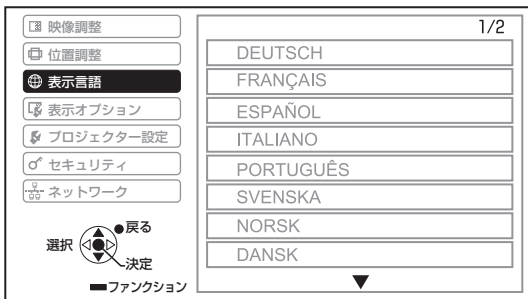 映像調整
位置調整
表示言語
表示オプション
プロジェクター設定
セキュリティ
ネットワーク
戻る
選択
決定
ファンクション
1/2
DEUTSCH
FRANÇAIS
ESPAÑOL
ITALIANO
PORTUGUÊS
SVENSKA
NORSK
DANSK